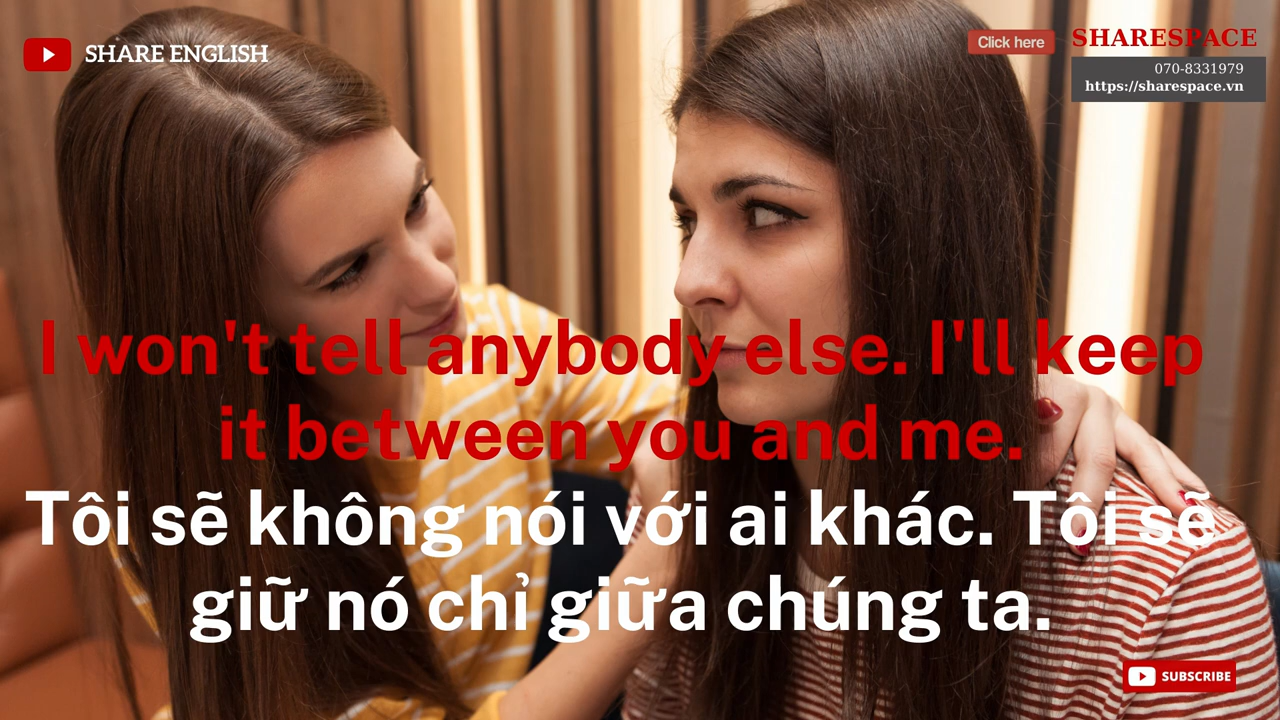 SHARE ENGLISH
Click here
SHARESPACE
070-8331979
https://sharespace.vn
I won't tell anybody else. I'll keep
it between you and me.
Tôi sẽ không nói với ai khác. Tôi sẽ
giữ nó chỉ giữa chúng ta.
SUBSCRIBE